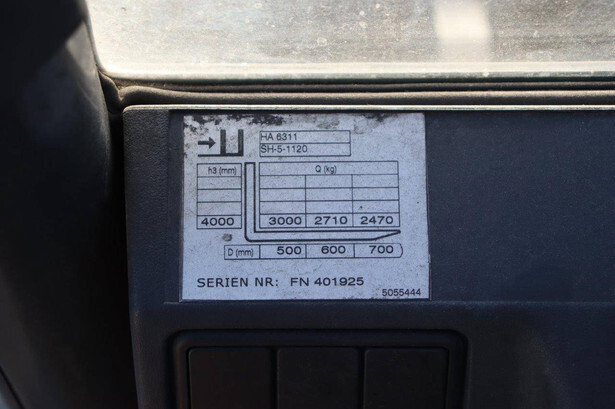 HA 6311
SH-5-1120
h3 (mm) Q (kg)
4000 3000 2710 2470
D (mm) 500 600 700
SERIEN NR: FN 401925
5055444